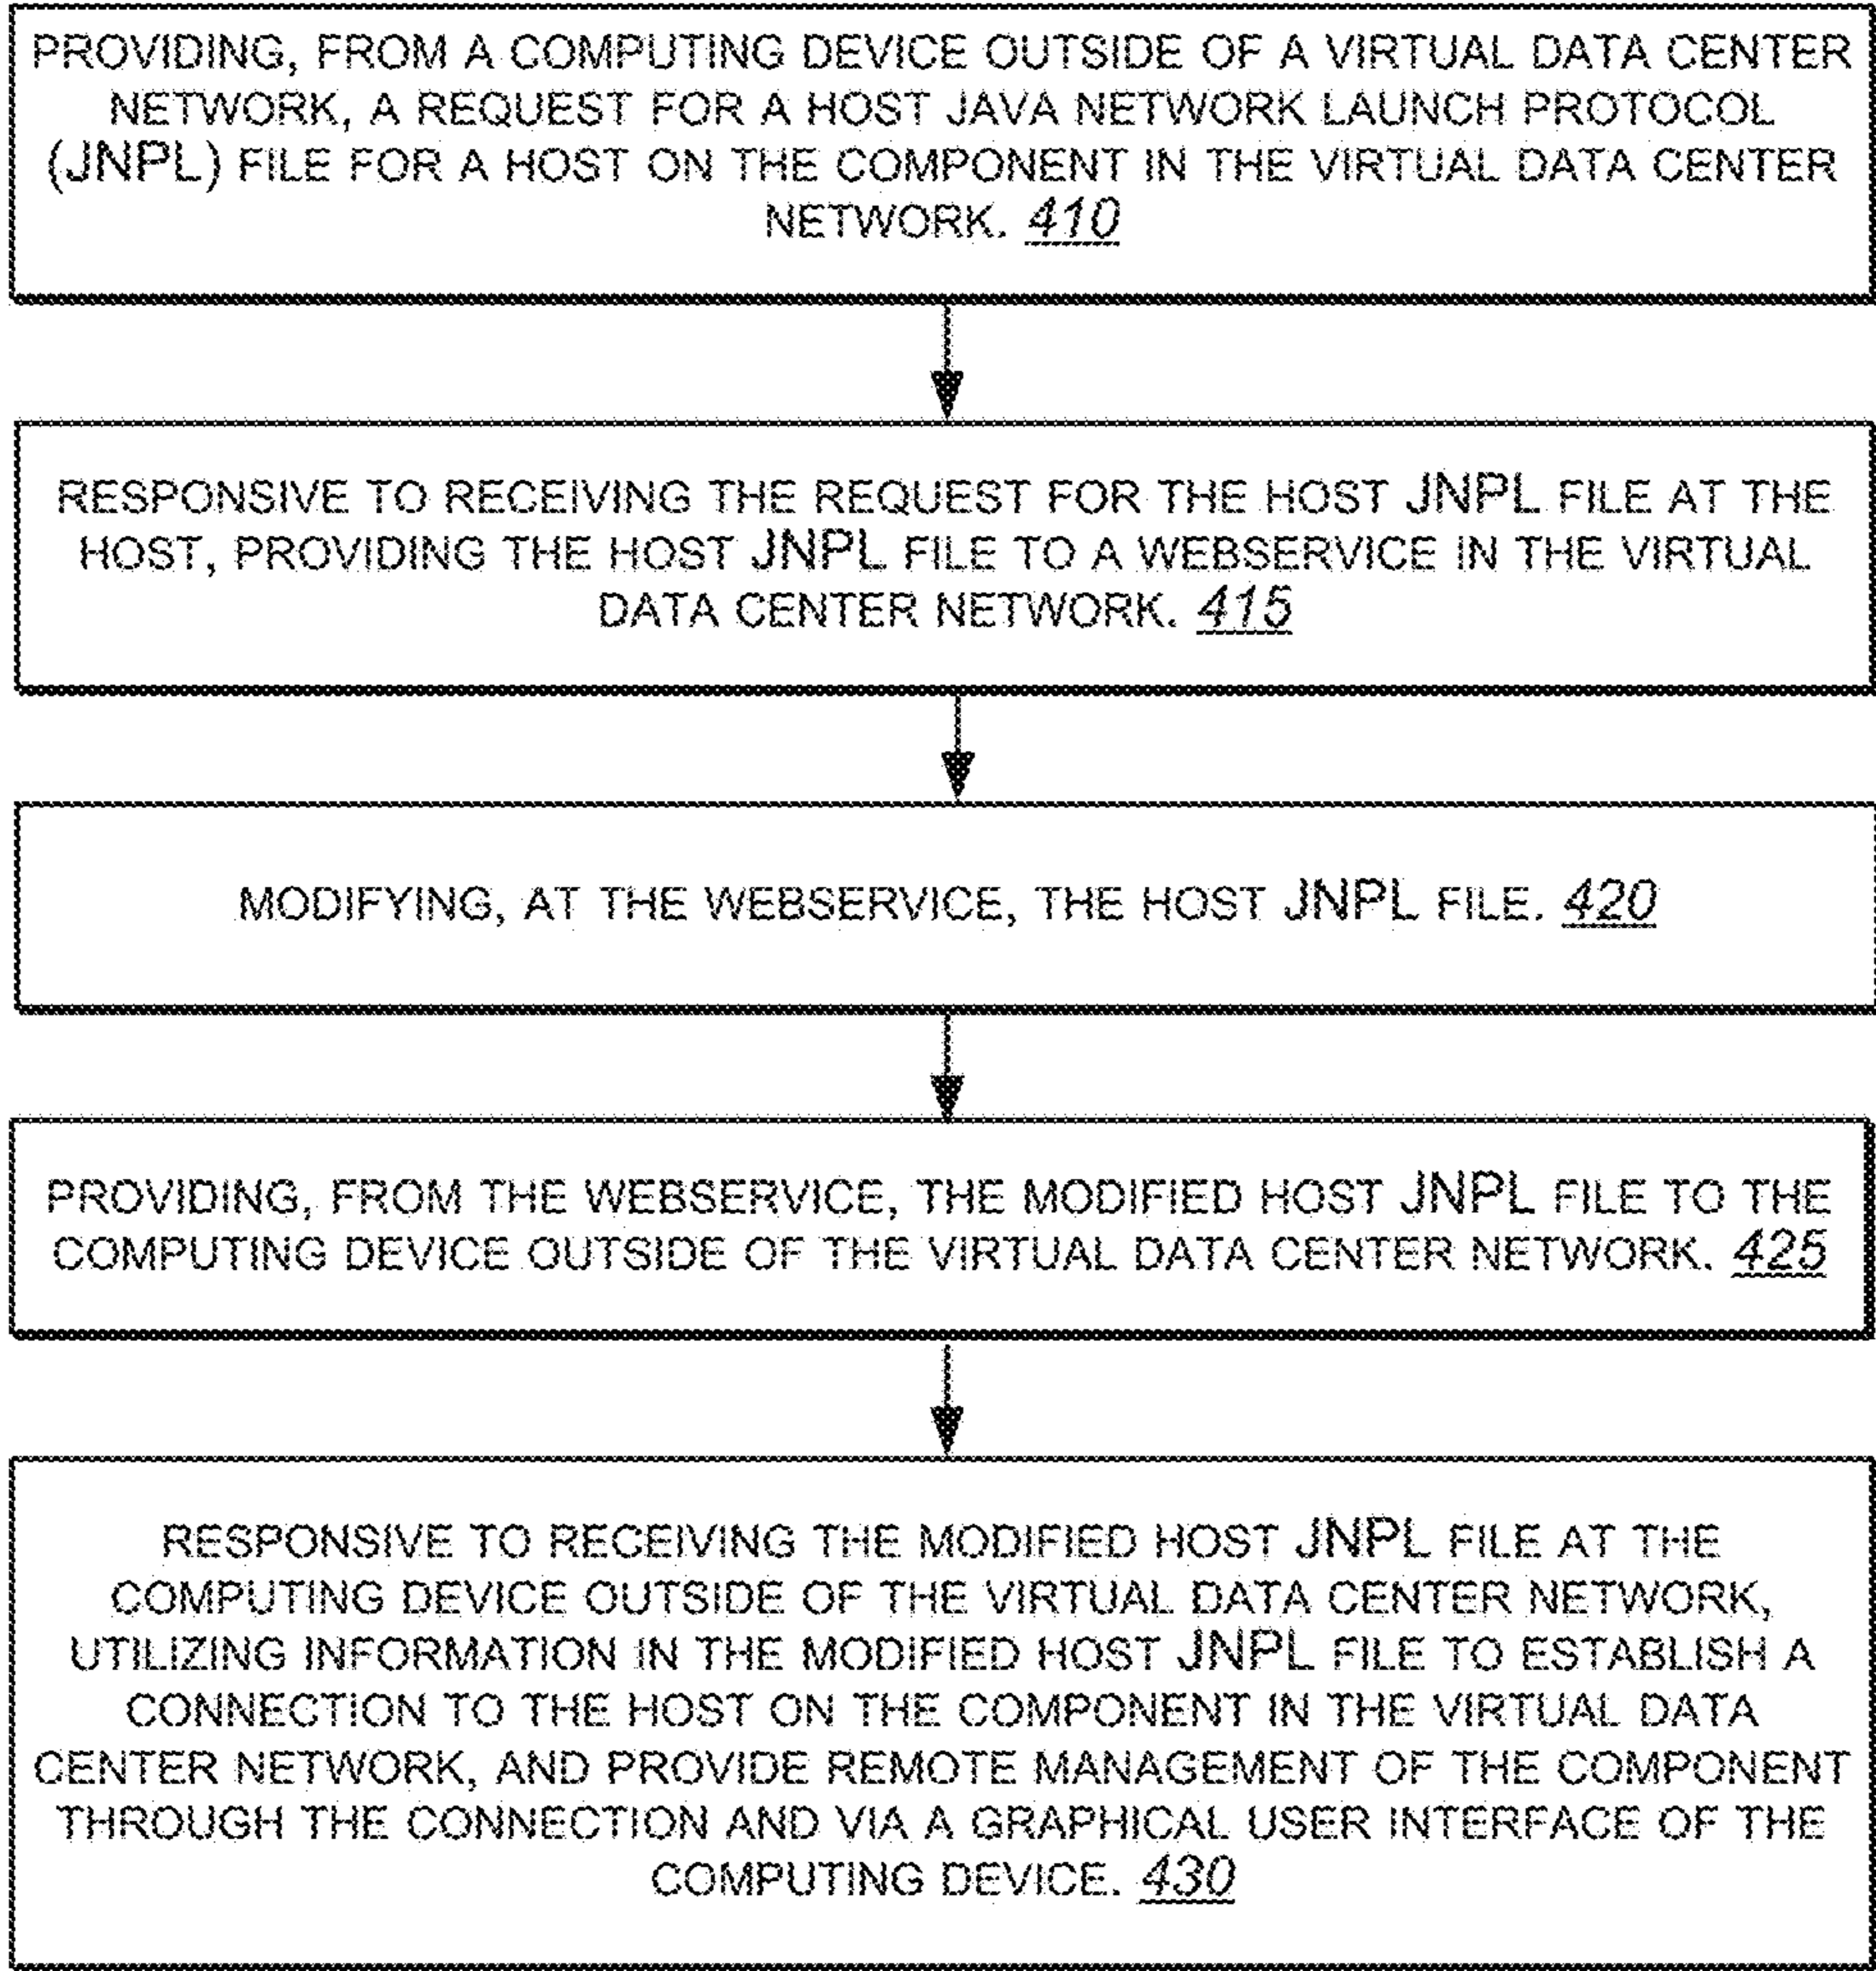 PROVIDING, FROM A COMPUTING DEVICE OUTSIDE OF A VIRTUAL DATA CENTER
NETWORK, A REQUEST FOR A HOST JAVA NETWORK LAUNCH PROTOCOL
(JNPL) FILE FOR A HOST ON THE COMPONENT IN THE VIRTUAL DATA CENTER
NETWORK. 410
RESPONSIVE TO RECEIVING THE REQUEST FOR THE HOST JNPL FILE AT THE
HOST, PROVIDING THE HOST JNPL FILE TO A WEBSERVICE IN THE VIRTUAL
DATA CENTER NETWORK. 415
MODIFYING, AT THE WEBSERVICE, THE HOST JNPL FILE. 420
PROVIDING, FROM THE WEBSERVICE, THE MODIFIED HOST JNPL FILE TO THE
COMPUTING DEVICE OUTSIDE OF THE VIRTUAL DATA CENTER NETWORK. 425
RESPONSIVE TO RECEIVING THE MODIFIED HOST JNPL FILE AT THE
COMPUTING DEVICE OUTSIDE OF THE VIRTUAL DATA CENTER NETWORK,
UTILIZING INFORMATION IN THE MODIFIED HOST JNPL FILE TO ESTABLISH A
CONNECTION TO THE HOST ON THE COMPONENT IN THE VIRTUAL DATA
CENTER NETWORK, AND PROVIDE REMOTE MANAGEMENT OF THE COMPONENT
THROUGH THE CONNECTION AND VIA A GRAPHICAL USER INTERFACE OF THE
COMPUTING DEVICE. 430